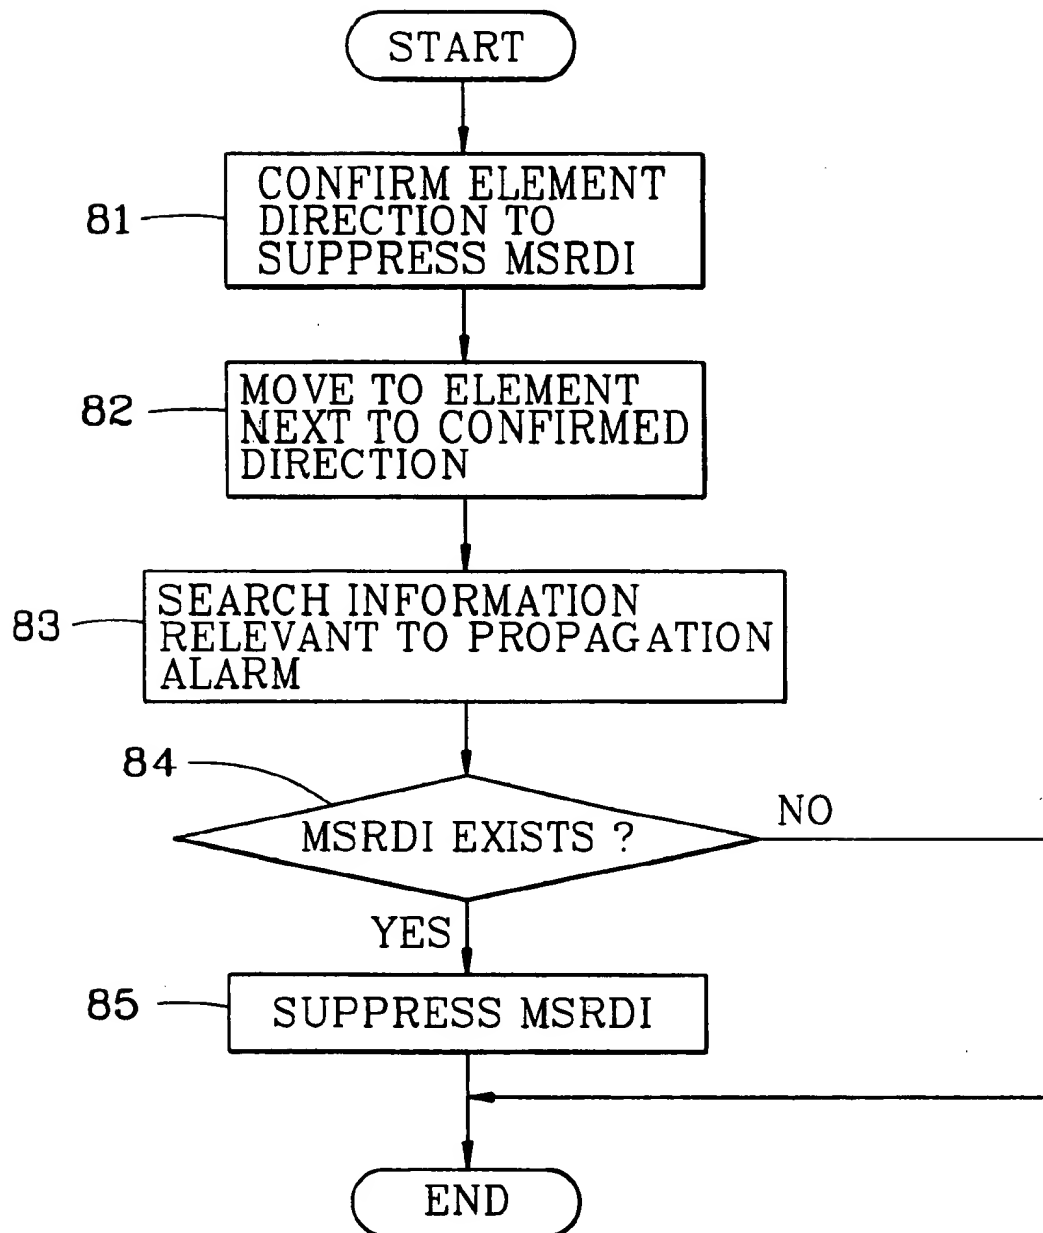 START
81
CONFIRM ELEMENT
DIRECTION TO
SUPPRESS MSRDI
82
MOVE TO ELEMENT
NEXT TO CONFIRMED
DIRECTION
83
SEARCH INFORMATION
RELEVANT TO PROPAGATION
ALARM
84
MSRDI EXISTS ?
NO
YES
85
SUPPRESS MSRDI
END